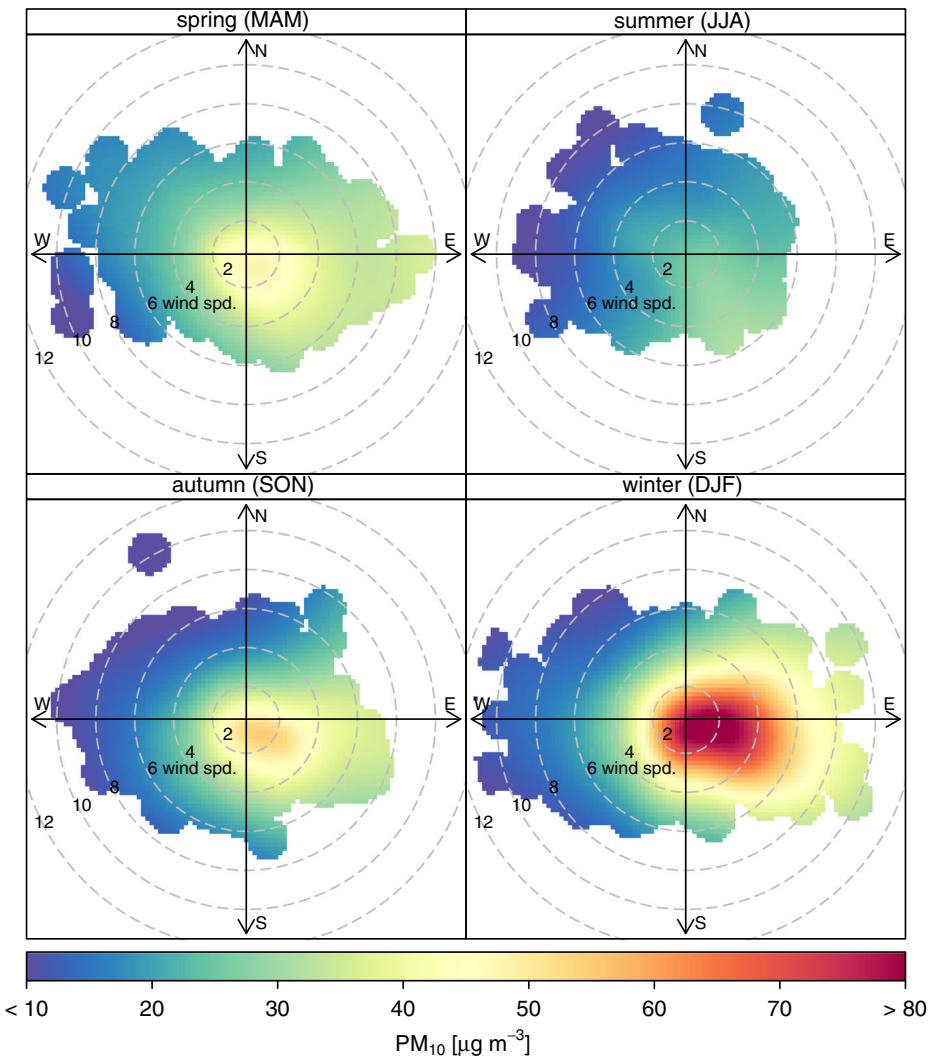 spring (MAM)
summer (JJA)
N
N
W
E
W
E
2
2
4
4
6 wind spd.
6 wind spd.
8
8
10
10
12
12
S
S
autumn (SON)
winter (DJF)
N
N
W
E
W
E
2
2
4
4
6 wind spd.
6 wind spd.
8
8
10
10
12
12
S
S
< 10 20 30 40 50 60 70 > 80
PM₁₀ [μg m⁻³]